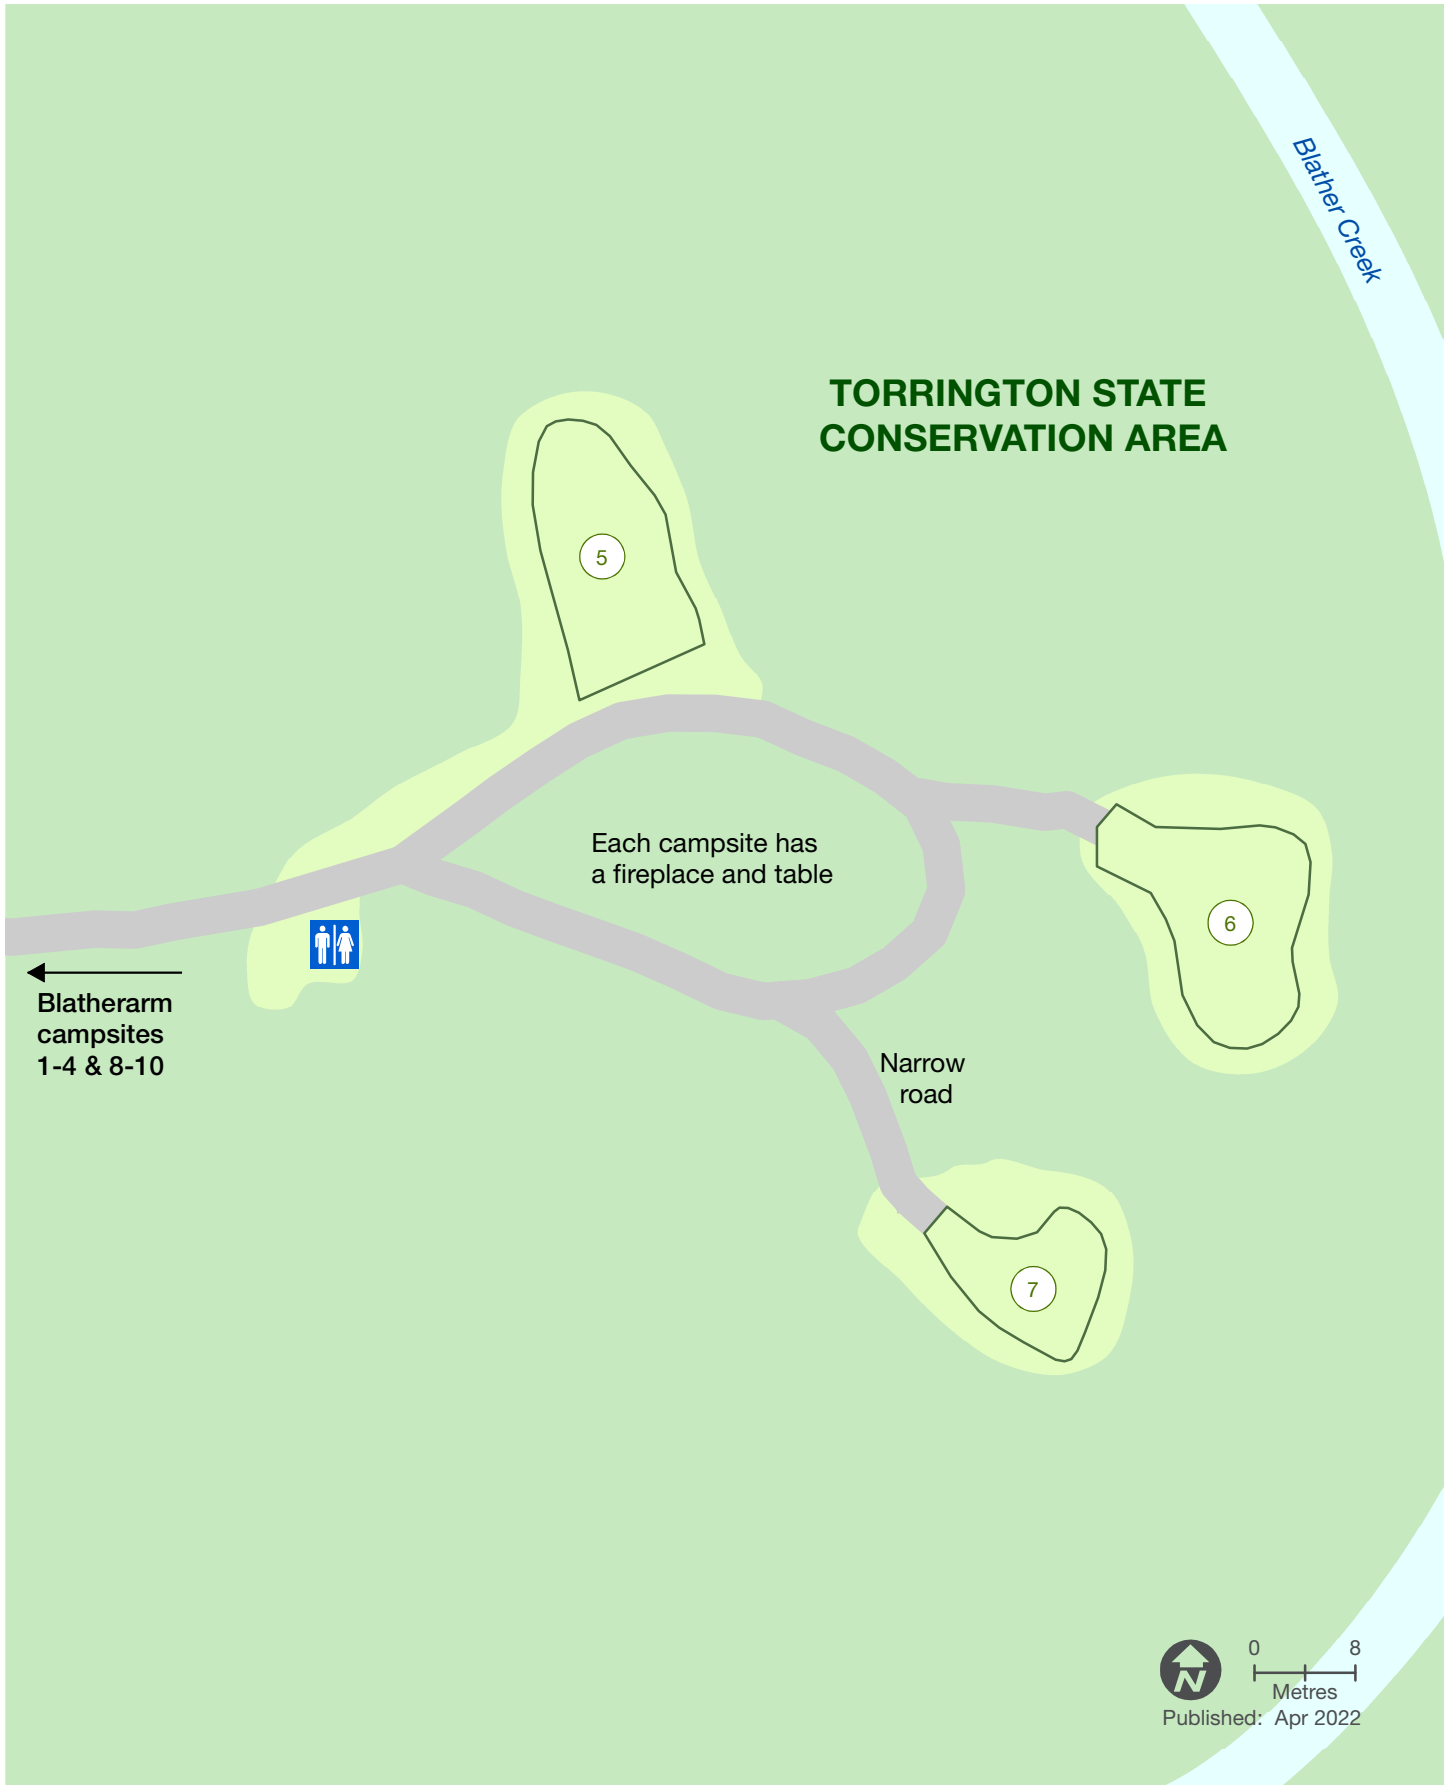 Blather Creek
TORRINGTON STATE
CONSERVATION AREA
5
Each campsite has
a fireplace and table
6
Blatherarm
campsites
1-4 & 8-10
Narrow
road
7
N
0 8
Metres
Published: Apr 2022